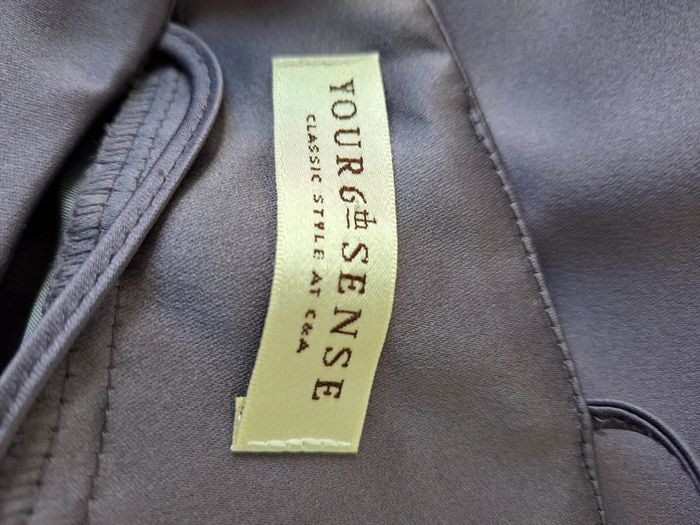 YOUR 6th SENSE
CLASSIC STYLE AT C&A